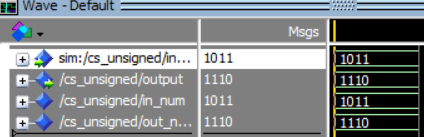 Wave - Default
Msgs
sim:/cs_unsigned/in... 1011 1011
/cs_unsigned/output 1110 1110
/cs_unsigned/in_num 1011 1011
/cs_unsigned/out_n... 1110 1110